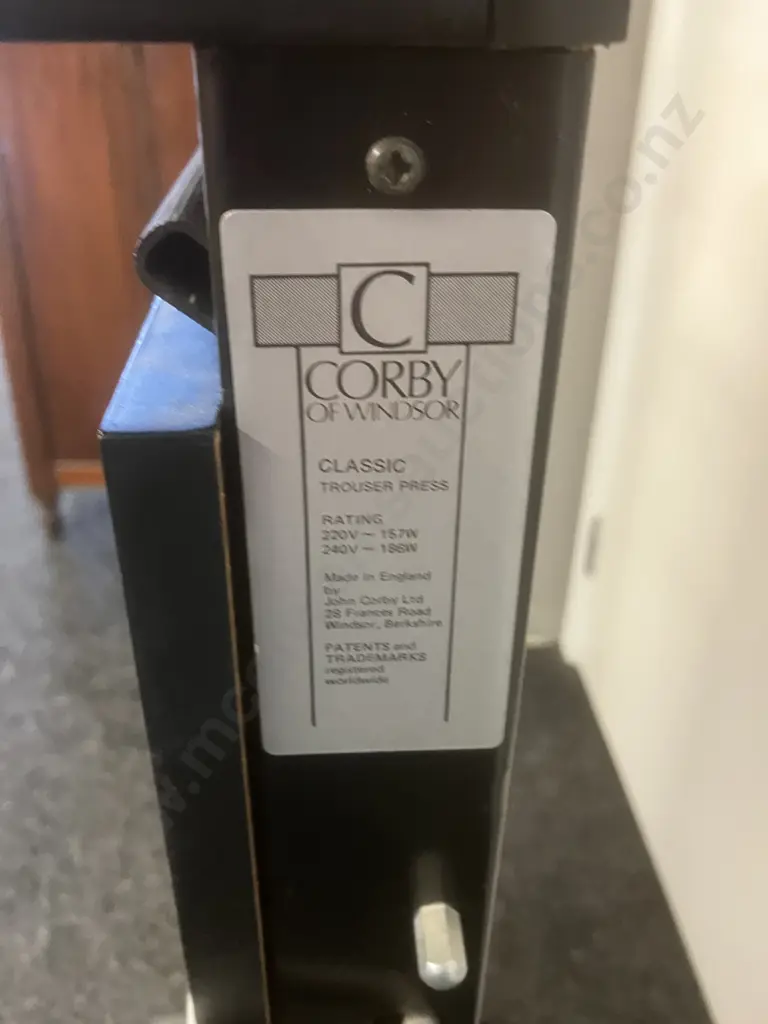 C
CORBY
OF WINDSOR
CLASSIC
TROUSER PRESS
RATING
220V ~ 157W
240V ~ 186W
Made in England
by
John Corby Ltd
28 Frances Road
Windsor, Berkshire
PATENTS and
TRADEMARKS
registered
worldwide